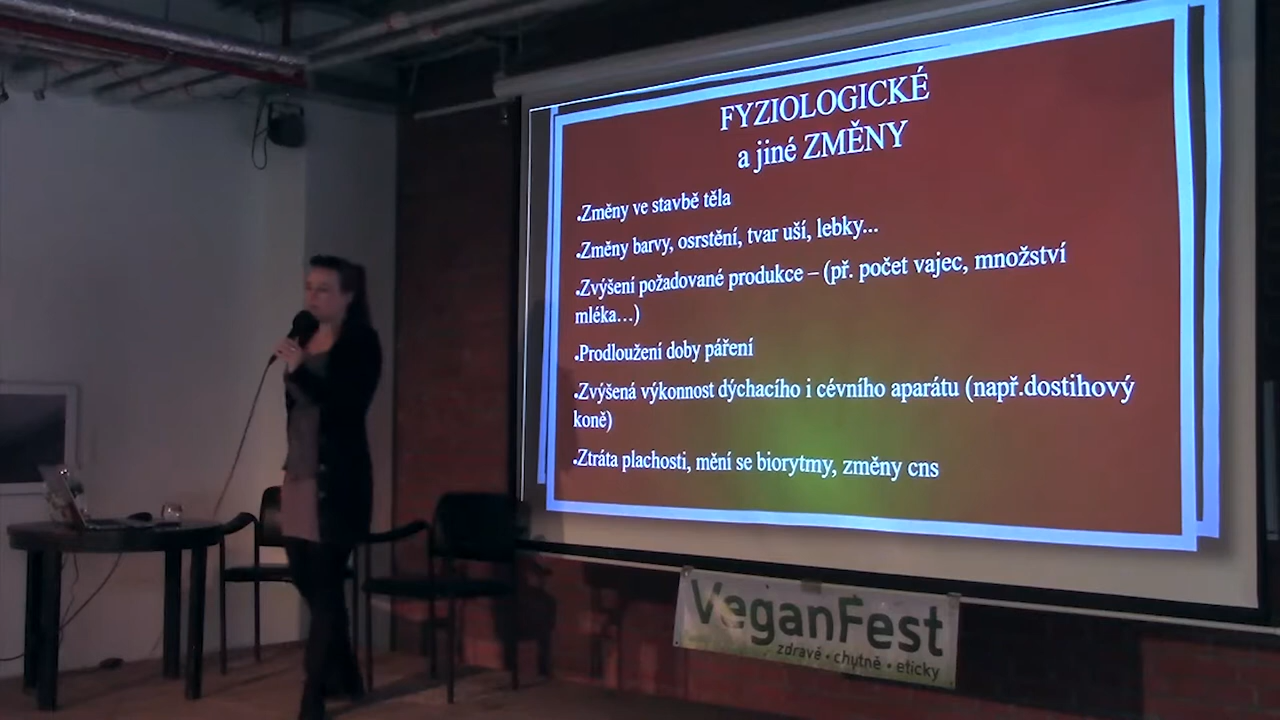 FYZIOLOGICKÉ
a jiné ZMĚNY
•Změny ve stavbě těla
•Změny barvy, osrstění, tvar uší, lebky...
•Zvýšení požadované produkce – (př. počet vajec, množství
mléka…)
•Prodloužení doby páření
•Zvýšená výkonnost dýchacího i cévního aparátu (např.dostihový
koně)
•Ztráta plachosti, mění se biorytmy, změny cns
VeganFest
zdravě • chutně • eticky